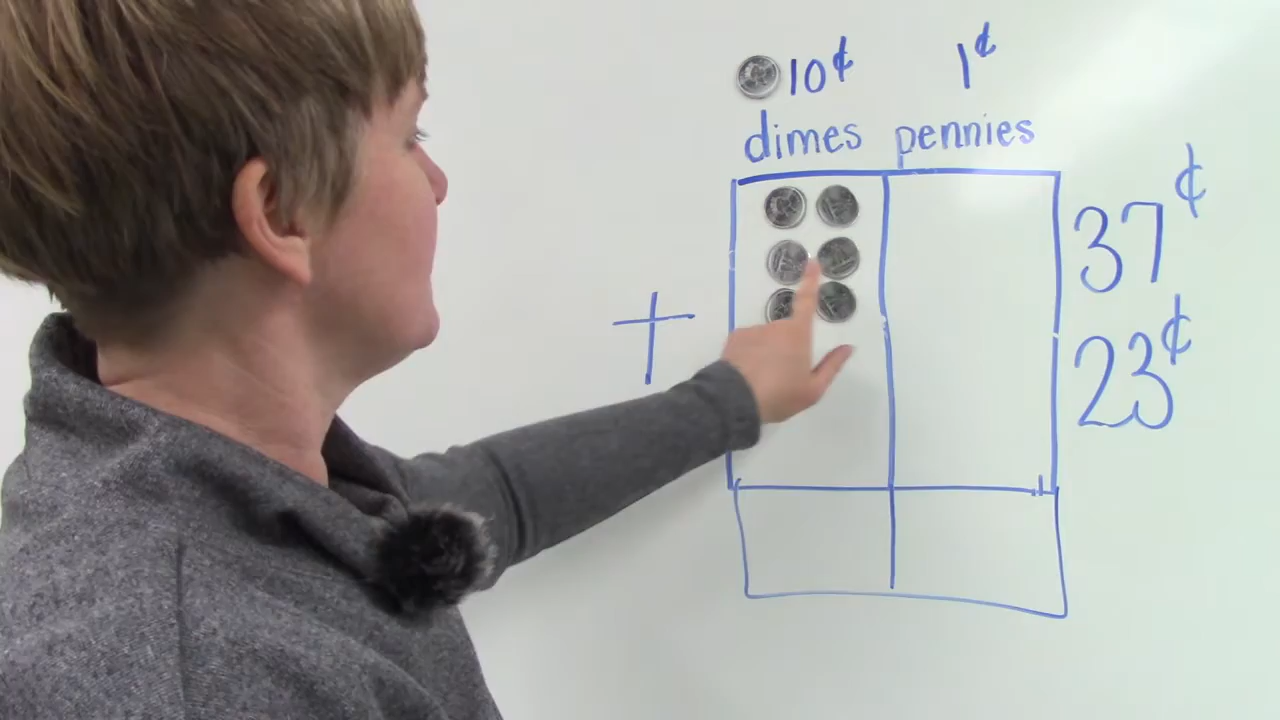 10¢ 1¢
dimes pennies
37¢
+ 23¢